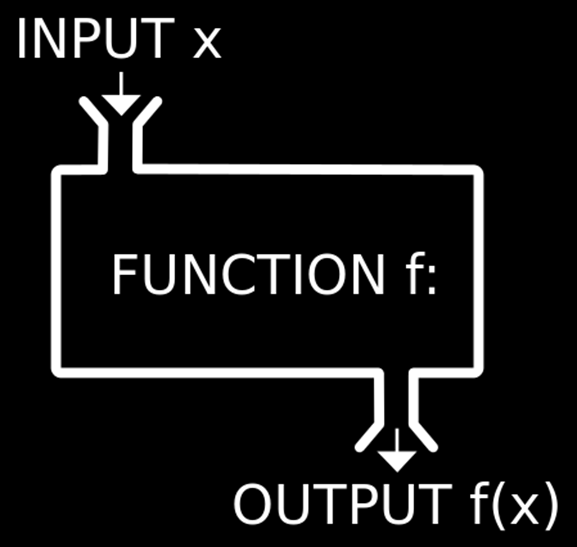 INPUT x
FUNCTION f:
OUTPUT f(x)